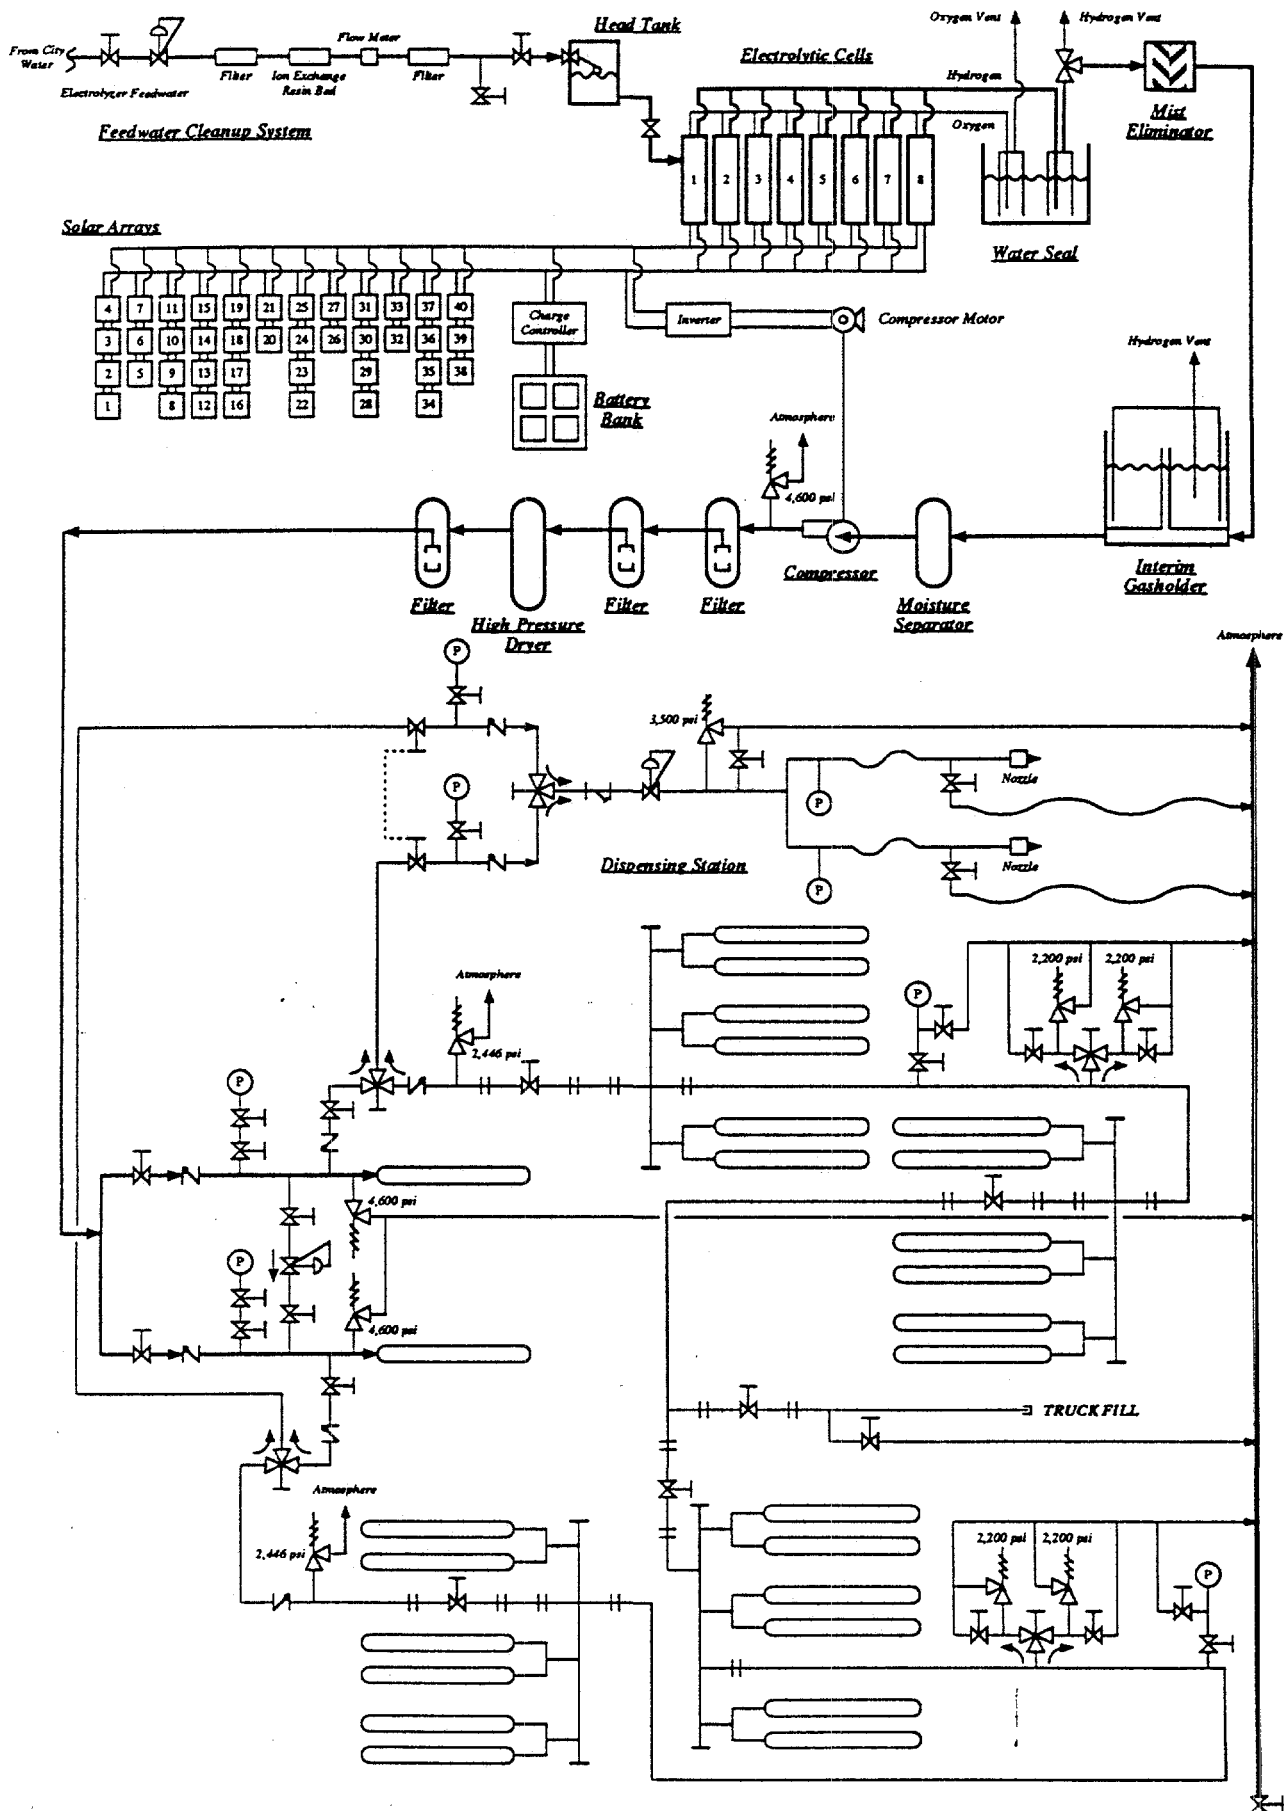 Oxygen Vent
Hydrogen Vent
Head Tank
From City
Water
Flow Meter
Electrolytic Cells
Filter
Ion Exchange
Resin Bed
Filter
Hydrogen
Electrolyzer Feedwater
Mist
Eliminator
Feedwater Cleanup System
Oxygen
1 2 3 4 5 6 7 8
Solar Arrays
Water Seal
4 7 11 15 19 21 25 27 31 33 37 40
3 6 10 14 18 20 24 26 30 32 36 39
2 5 9 13 17 23 29 35 38
1 8 12 16 22 28 34
Charge
Controller
Inverter
Compressor Motor
Hydrogen Vent
Battery
Bank
Atmosphere
4,600 psi
Filter
High Pressure
Dryer
Filter
Filter
Compressor
Moisture
Separator
Interim
Gasholder
Atmosphere
P
3,500 psi
P
Nozzle
P
Dispensing Station
Nozzle
P
Atmosphere
2,200 psi
2,200 psi
P
2,446 psi
P
4,600 psi
P
4,600 psi
TRUCK FILL
Atmosphere
2,446 psi
2,200 psi
2,200 psi
P